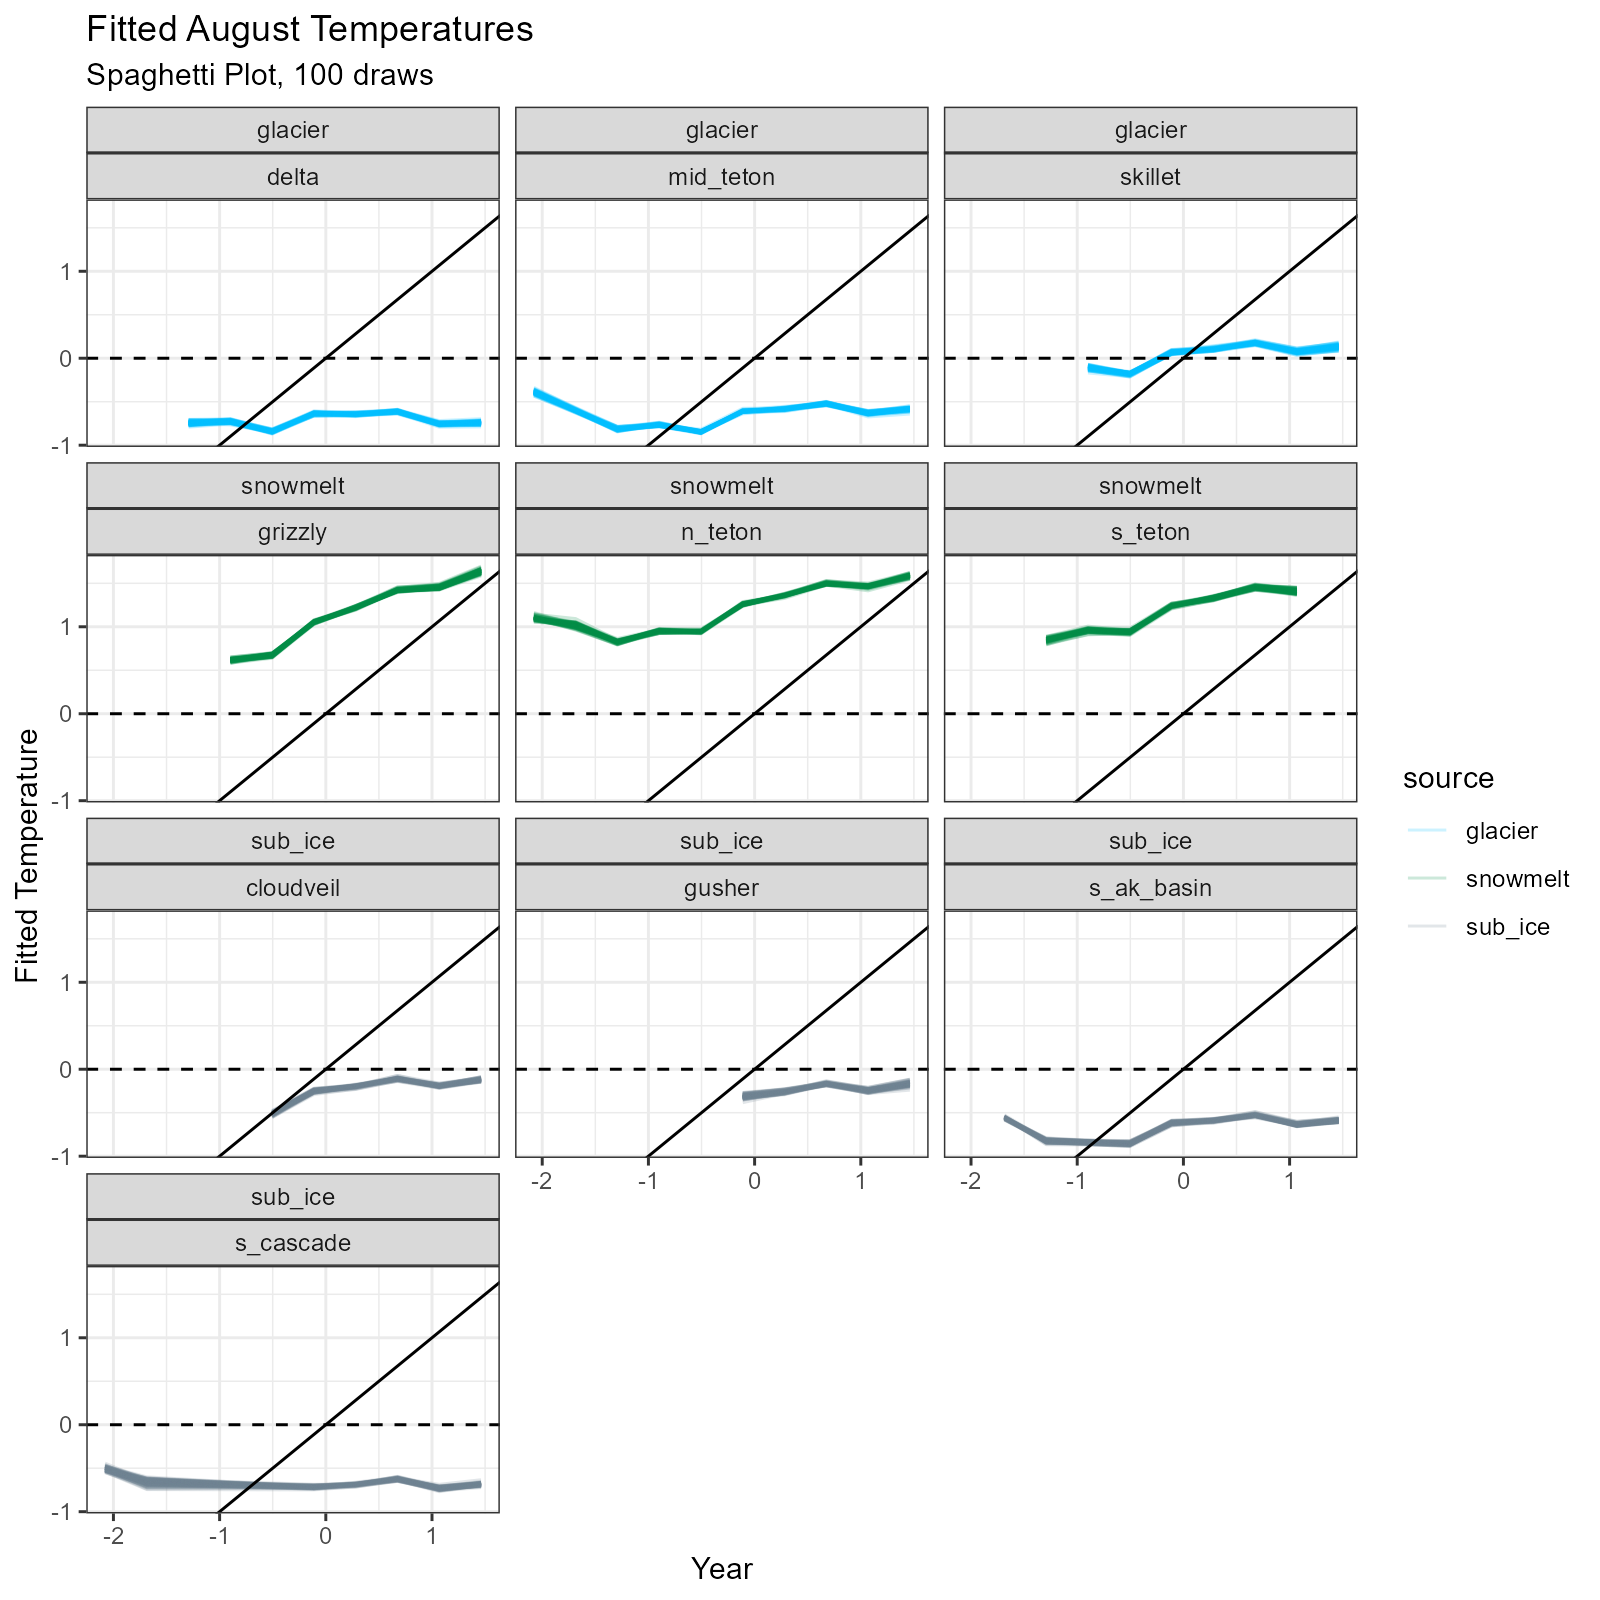 Fitted August Temperatures
Spaghetti Plot, 100 draws
glacier
glacier
glacier
delta
mid_teton
skillet
1
0
-1
snowmelt
snowmelt
snowmelt
grizzly
n_teton
s_teton
1
0
-1
sub_ice
sub_ice
sub_ice
cloudveil
gusher
s_ak_basin
1
0
-1
-2 -1 0 1
-2 -1 0 1
sub_ice
s_cascade
1
0
-1
-2 -1 0 1
Year
Fitted Temperature
source
glacier
snowmelt
sub_ice